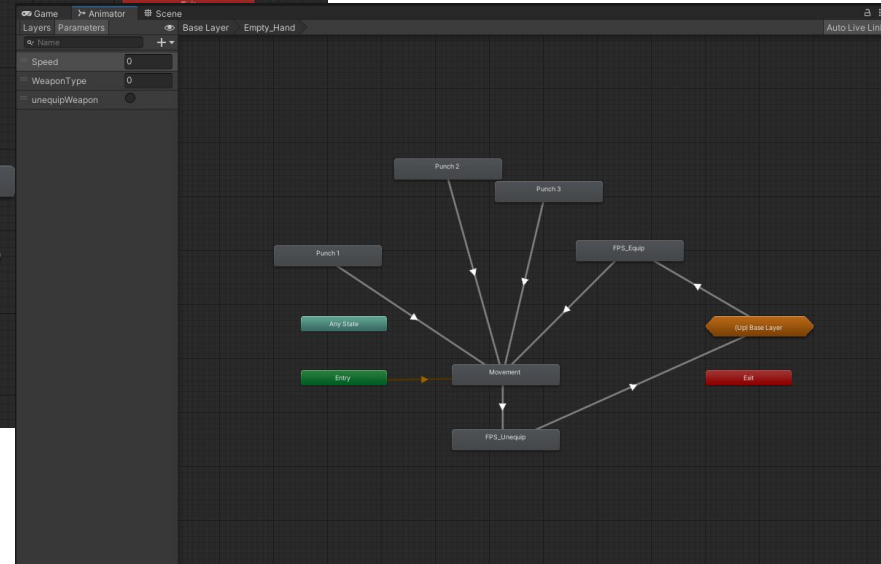 Game Animator Scene
Layers Parameters Base Layer Empty_Hand Auto Live Link
Name
Speed 0
WeaponType 0
unequipWeapon
Punch 2
Punch 3
FPS_Equip
Punch 1
Any State
(Up) Base Layer
Movement
Entry
Exit
FPS_Unequip